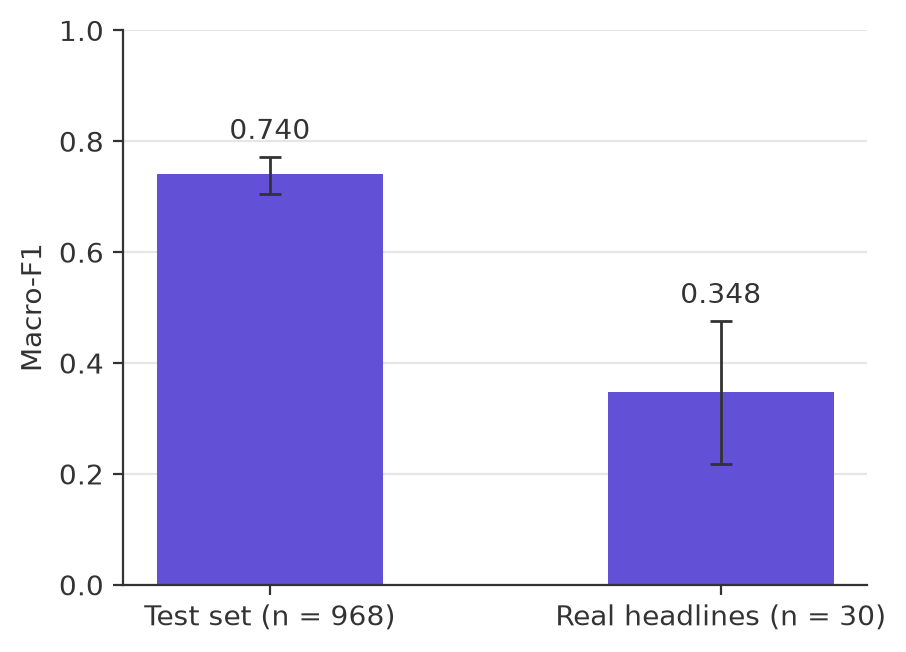 1.0
0.8
0.6
0.4
0.2
0.0
Macro-F1
0.740
0.348
Test set (n = 968)
Real headlines (n = 30)